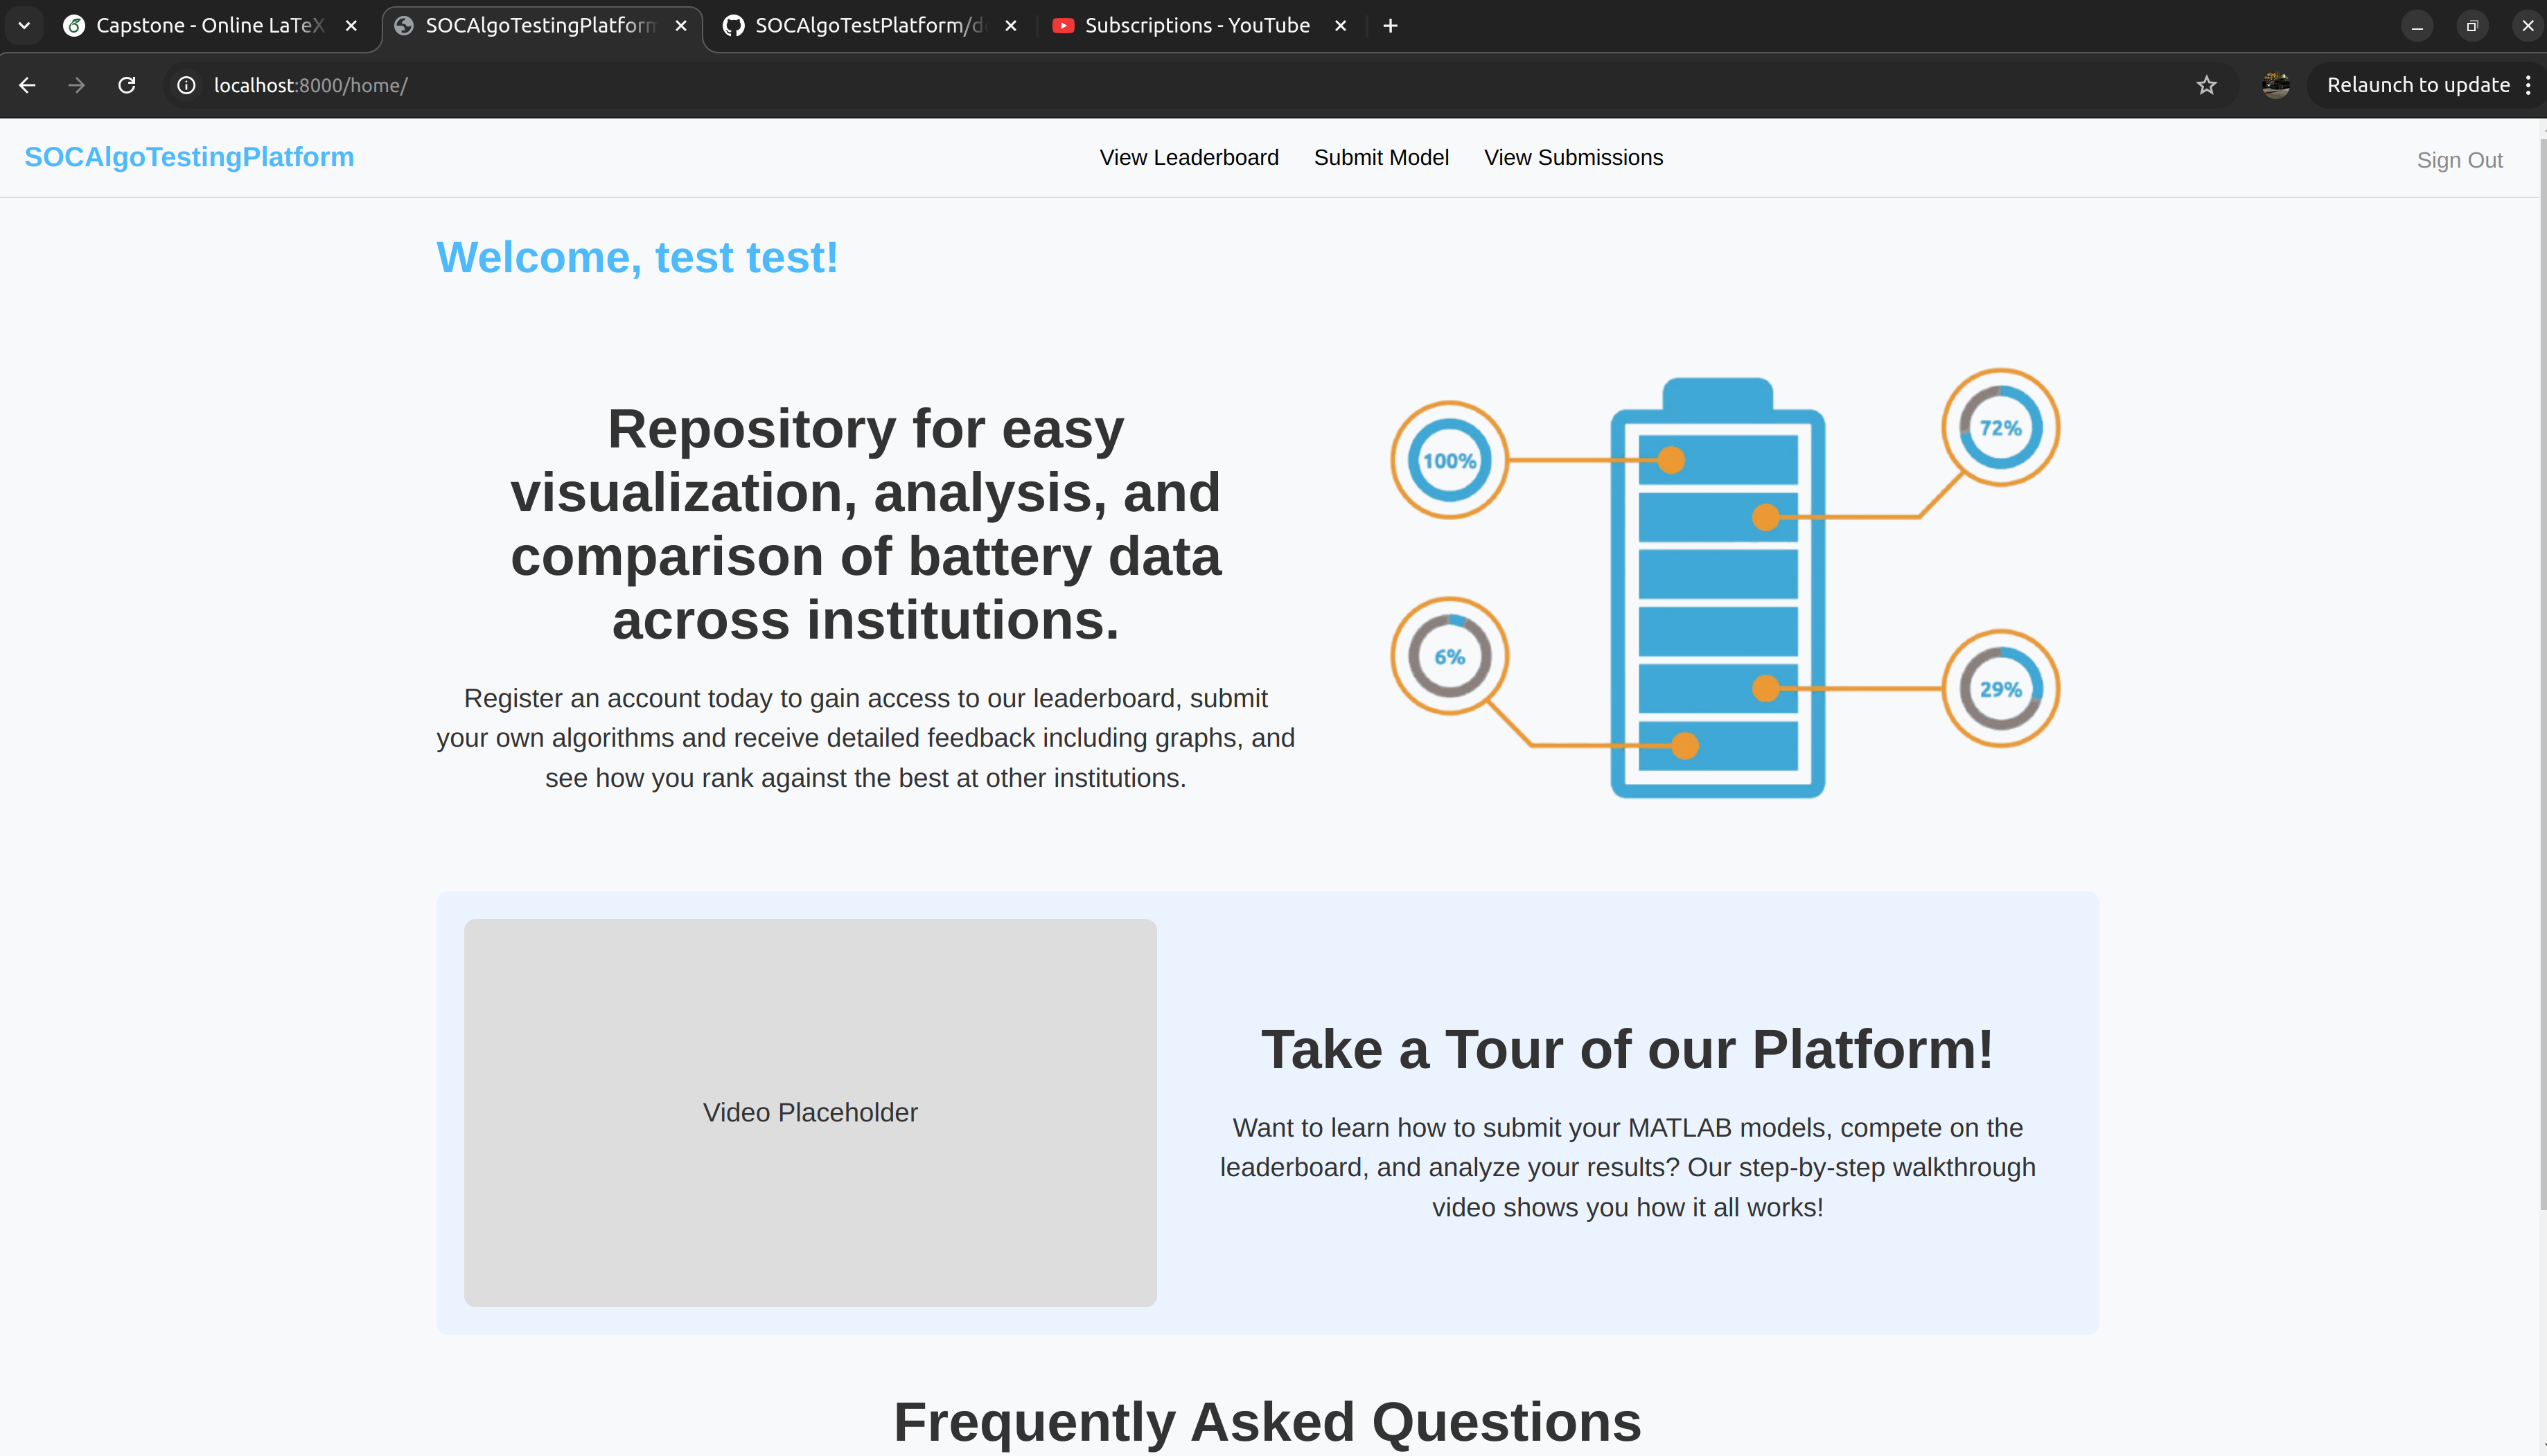 Capstone - Online LaTeX
SOCAlgoTestingPlatform
SOCAlgoTestPlatform/d
Subscriptions - YouTube
localhost:8000/home/
Relaunch to update
SOCAlgoTestingPlatform
View Leaderboard
Submit Model
View Submissions
Sign Out
Welcome, test test!
Repository for easy
visualization, analysis, and
comparison of battery data
across institutions.
Register an account today to gain access to our leaderboard, submit
your own algorithms and receive detailed feedback including graphs, and
see how you rank against the best at other institutions.
100%
72%
6%
29%
Video Placeholder
Take a Tour of our Platform!
Want to learn how to submit your MATLAB models, compete on the
leaderboard, and analyze your results? Our step-by-step walkthrough
video shows you how it all works!
Frequently Asked Questions